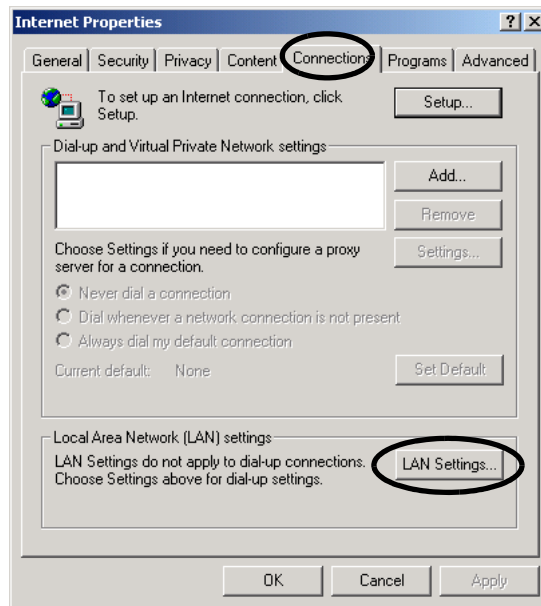 Internet Properties
General Security Privacy Content Connections Programs Advanced
To set up an Internet connection, click
Setup.
Setup...
Dial-up and Virtual Private Network settings
Add...
Remove
Choose Settings if you need to configure a proxy
server for a connection.
Settings...
Never dial a connection
Dial whenever a network connection is not present
Always dial my default connection
Current default: None
Set Default
Local Area Network (LAN) settings
LAN Settings do not apply to dial-up connections.
Choose Settings above for dial-up settings.
LAN Settings...
OK Cancel Apply